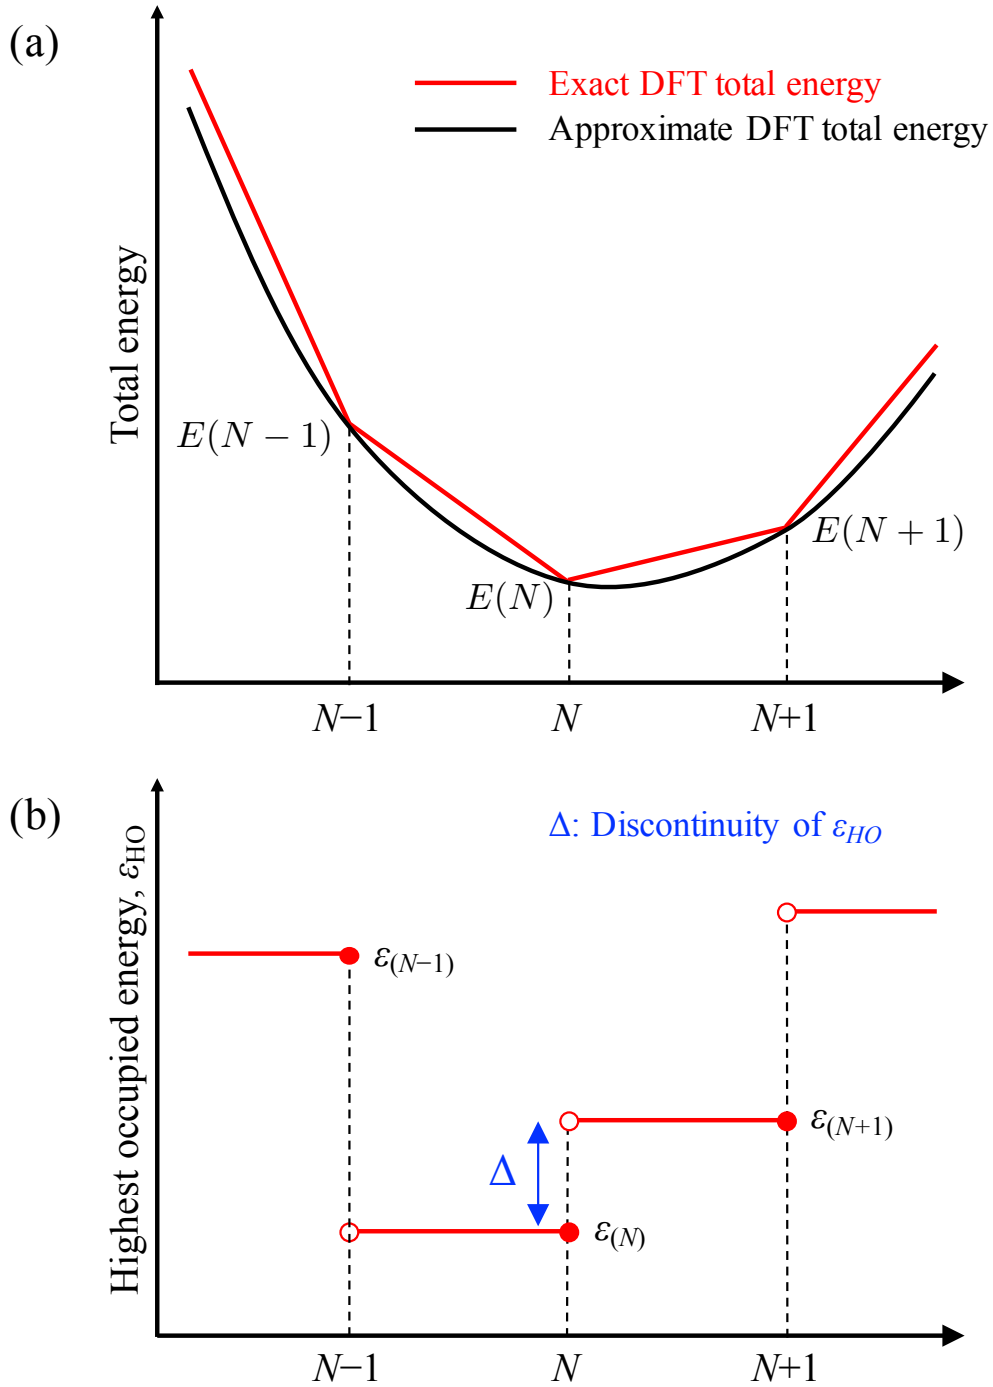 (a)
Exact DFT total energy
Approximate DFT total energy
Total energy
E(N − 1)
E(N)
E(N + 1)
N−1
N
N+1
(b)
Δ: Discontinuity of εHO
Highest occupied energy, εHO
ε(N−1)
ε(N+1)
Δ
ε(N)
N−1
N
N+1